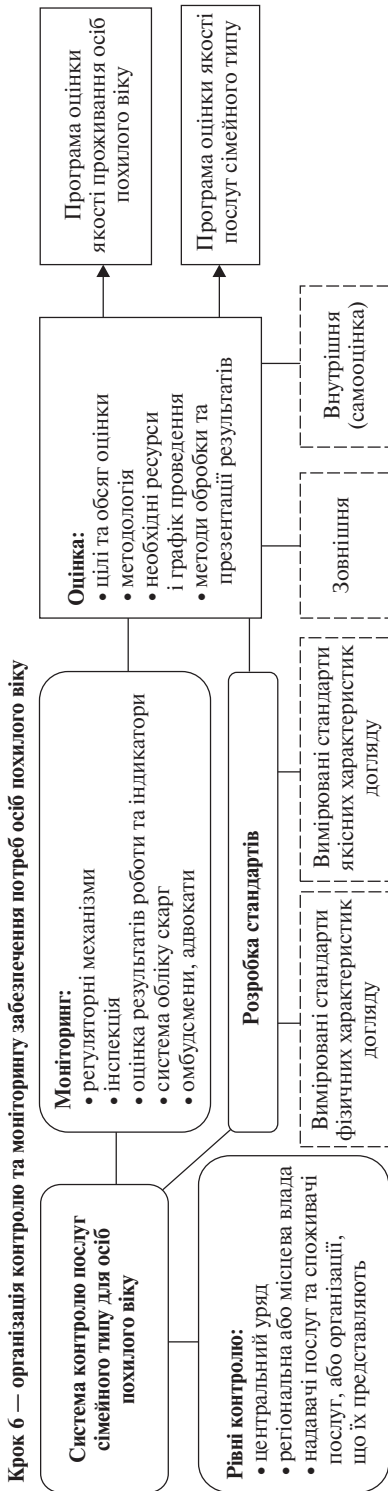 Крок 6 — організація контролю та моніторингу забезпечення потреб осіб похилого віку
Система контролю послуг
сімейного типу для осіб
похилого віку
Рівні контролю:
• центральний уряд
• регіональна або місцева влада
• надавачі послуг та споживачі
послуг, або організації,
що їх представляють
Моніторинг:
• регуляторні механізми
• інспекція
• оцінка результатів роботи та індикатори
• система обліку скарг
• омбудсмени, адвокати
Розробка стандартів
Вимірювані стандарти
фізичних характеристик
догляду
Вимірювані стандарти
якісних характеристик
догляду
Оцінка:
• цілі та обсяг оцінки
• методологія
• необхідні ресурси
і графік проведення
• методи обробки та
презентації результатів
Зовнішня
Внутрішня
(самооцінка)
Програма оцінки
якості проживання осіб
похилого віку
Програма оцінки якості
послуг сімейного типу